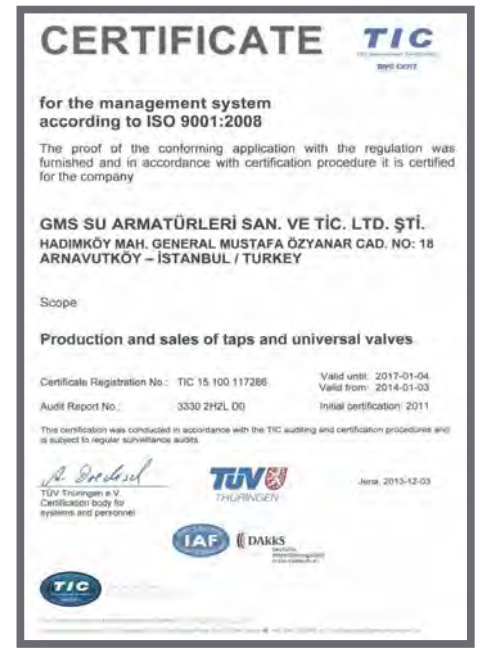 CERTIFICATE
TIC
TÜV CERT
for the management system
according to ISO 9001:2008
The proof of the conforming application with the regulation was
furnished and in accordance with certification procedure it is certified
for the company
GMS SU ARMATÜRLERİ SAN. VE TİC. LTD. ŞTİ.
HADIMKÖY MAH. GENERAL MUSTAFA ÖZYANAR CAD. NO: 18
ARNAVUTKÖY – İSTANBUL / TURKEY
Scope
Production and sales of taps and universal valves
Certificate Registration No.: TIC 15 100 117286
Valid until: 2017-01-04
Valid from: 2014-01-03
Audit Report No.: 3330 2H2L D0
Initial certification: 2011
This certification was conducted in accordance with the TIC auditing and certification procedures and
is subject to regular surveillance audits
TÜV Thüringen e.V.
Certification body for
systems and personnel
TÜV
THÜRINGEN
Jena, 2013-12-03
IAF
DAkkS
Deutsche
Akkreditierungsstelle
TIC